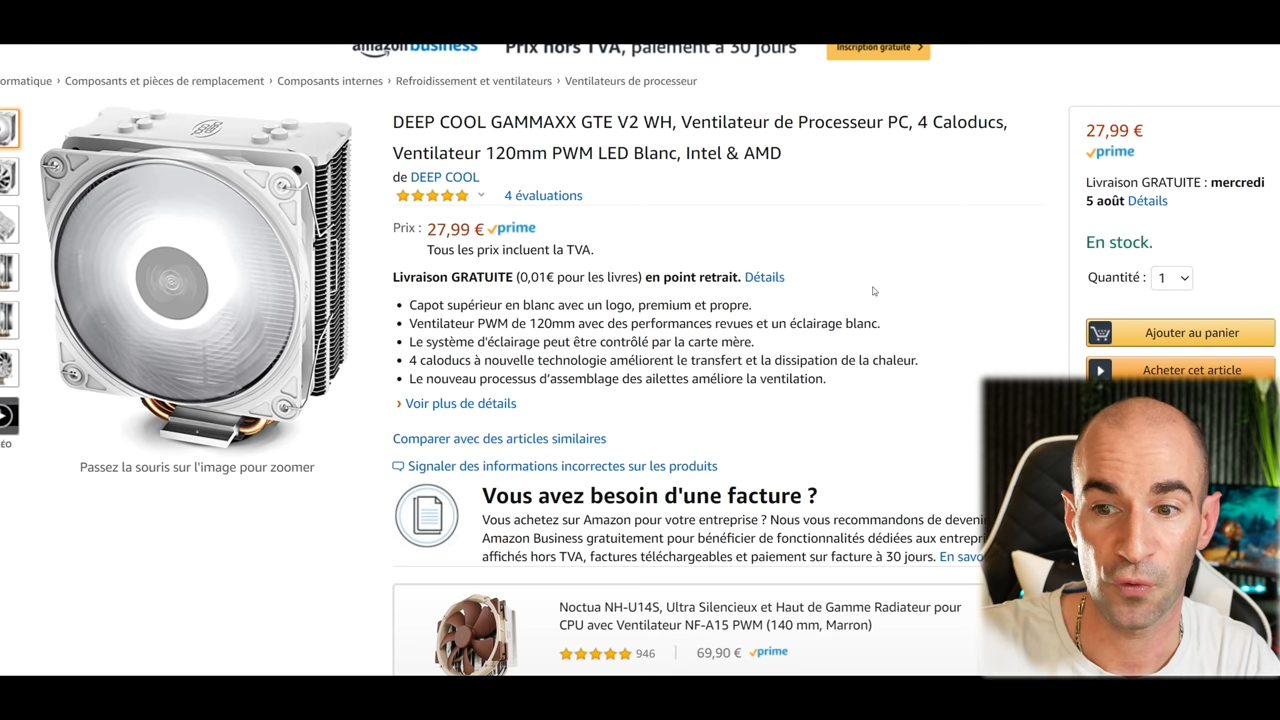 amazonbusiness Prix hors TVA, paiement à 30 jours Inscription gratuite
ormatique › Composants et pièces de remplacement › Composants internes › Refroidissement et ventilateurs › Ventilateurs de processeur
DEEP COOL GAMMAXX GTE V2 WH, Ventilateur de Processeur PC, 4 Caloducs,
Ventilateur 120mm PWM LED Blanc, Intel & AMD
de DEEP COOL
4 évaluations
Prix : 27,99 € prime
Tous les prix incluent la TVA.
Livraison GRATUITE (0,01€ pour les livres) en point retrait. Détails
• Capot supérieur en blanc avec un logo, premium et propre.
• Ventilateur PWM de 120mm avec des performances revues et un éclairage blanc.
• Le système d'éclairage peut être contrôlé par la carte mère.
• 4 caloducs à nouvelle technologie améliorent le transfert et la dissipation de la chaleur.
• Le nouveau processus d'assemblage des ailettes améliore la ventilation.
› Voir plus de détails
Comparer avec des articles similaires
Signaler des informations incorrectes sur les produits
Vous avez besoin d'une facture ?
Vous achetez sur Amazon pour votre entreprise ? Nous vous recommandons de deveni
Amazon Business gratuitement pour bénéficier de fonctionnalités dédiées aux entrepri
affichés hors TVA, factures téléchargeables et paiement sur facture à 30 jours. En savo
Noctua NH-U14S, Ultra Silencieux et Haut de Gamme Radiateur pour
CPU avec Ventilateur NF-A15 PWM (140 mm, Marron)
946 69,90 € prime
ÉO
Passez la souris sur l'image pour zoomer
27,99 €
prime
Livraison GRATUITE : mercredi
5 août Détails
En stock.
Quantité : 1
Ajouter au panier
Acheter cet article